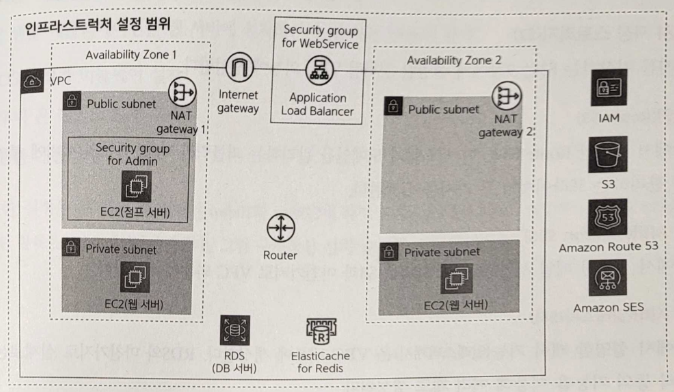 인프라스트럭처 설정 범위
VPC
Availability Zone 1
Public subnet
NAT
gateway 1
Security group
for Admin
EC2(점프 서버)
Private subnet
EC2(웹 서버)
Internet
gateway
Security group
for WebService
Application
Load Balancer
Router
RDS
(DB 서버)
ElastiCache
for Redis
Availability Zone 2
Public subnet
NAT
gateway 2
Private subnet
EC2(웹 서버)
IAM
S3
53
Amazon Route 53
Amazon SES